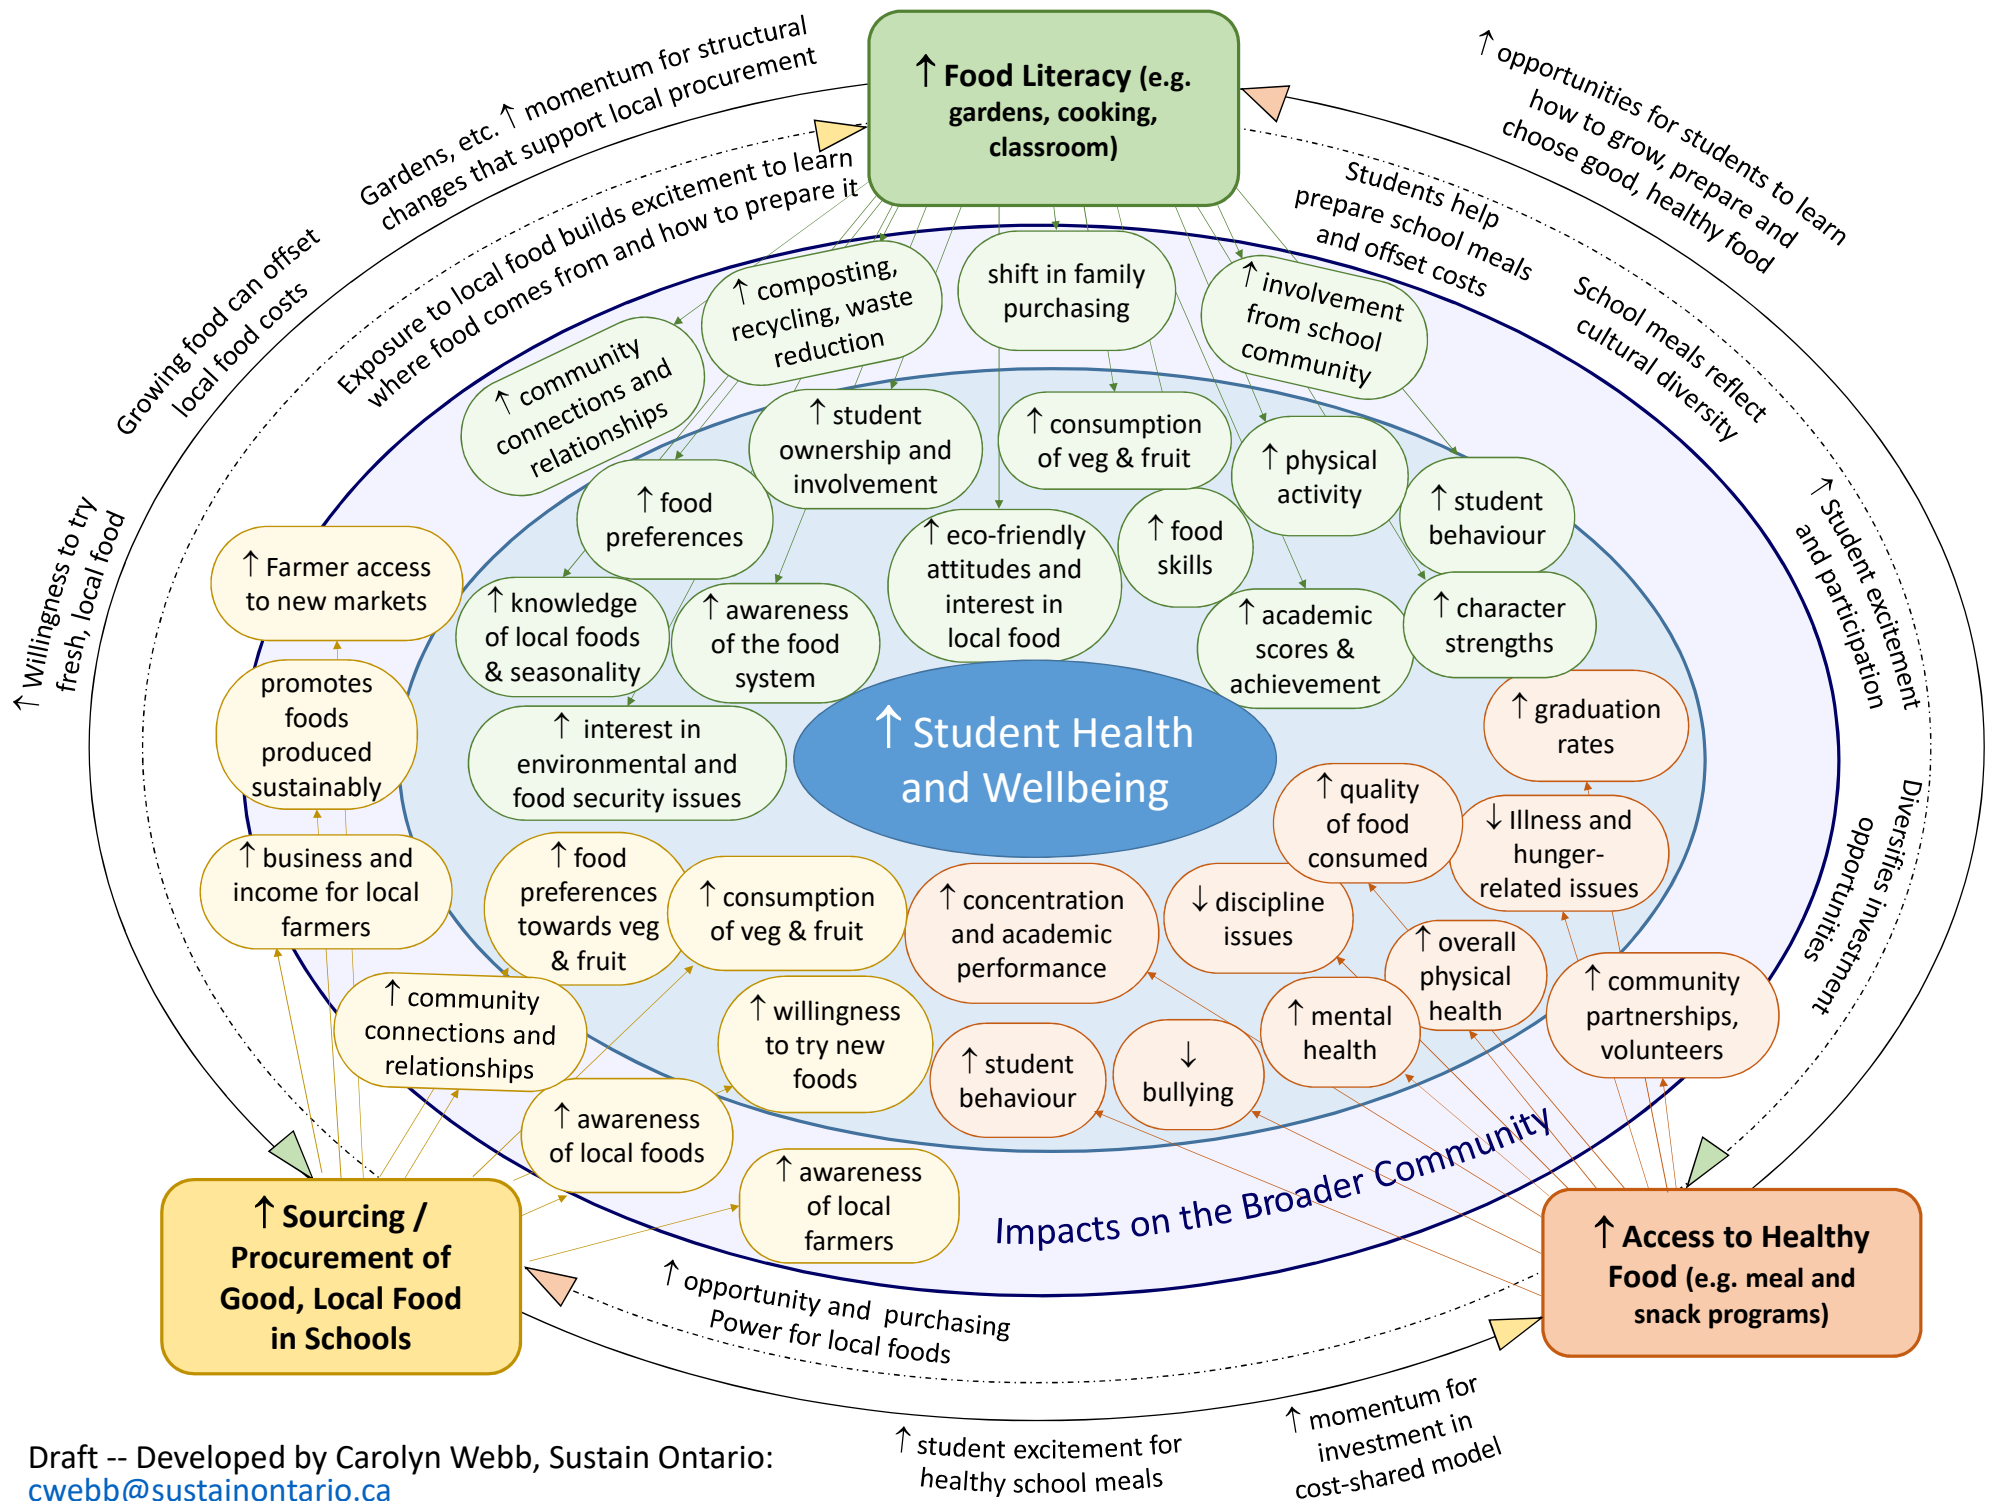 ↑ Food Literacy (e.g.
gardens, cooking,
classroom)
Gardens, etc. ↑ momentum for structural
changes that support local procurement
Exposure to local food builds excitement to learn
where food comes from and how to prepare it
Growing food can offset
local food costs
↑ Willingness to try
fresh, local food
↑ opportunities for students to learn
how to grow, prepare and
choose good, healthy food
Students help
prepare school meals
and offset costs
School meals reflect
cultural diversity
↑ Student excitement
and participation
Diversifies investment
opportunities
↑ composting,
recycling, waste
reduction
shift in family
purchasing
↑ involvement
from school
community
↑ community
connections and
relationships
↑ student
ownership and
involvement
↑ consumption
of veg & fruit
↑ physical
activity
↑ student
behaviour
↑ food
preferences
↑ eco-friendly
attitudes and
interest in
local food
↑ food
skills
↑ Farmer access
to new markets
↑ knowledge
of local foods
& seasonality
↑ awareness
of the food
system
↑ academic
scores &
achievement
↑ character
strengths
promotes
foods
produced
sustainably
↑ interest in
environmental and
food security issues
↑ Student Health
and Wellbeing
↑ graduation
rates
↑ quality
of food
consumed
↓ Illness and
hunger-
related issues
↑ business and
income for local
farmers
↑ food
preferences
towards veg
& fruit
↑ consumption
of veg & fruit
↑ concentration
and academic
performance
↓ discipline
issues
↑ overall
physical
health
↑ community
partnerships,
volunteers
↑ community
connections and
relationships
↑ willingness
to try new
foods
↑ student
behaviour
↓
bullying
↑ mental
health
↑ awareness
of local foods
↑ awareness
of local
farmers
Impacts on the Broader Community
↑ Sourcing /
Procurement of
Good, Local Food
in Schools
↑ Access to Healthy
Food (e.g. meal and
snack programs)
↑ opportunity and purchasing
Power for local foods
↑ student excitement for
healthy school meals
↑ momentum for
investment in
cost-shared model
Draft -- Developed by Carolyn Webb, Sustain Ontario:
cwebb@sustainontario.ca